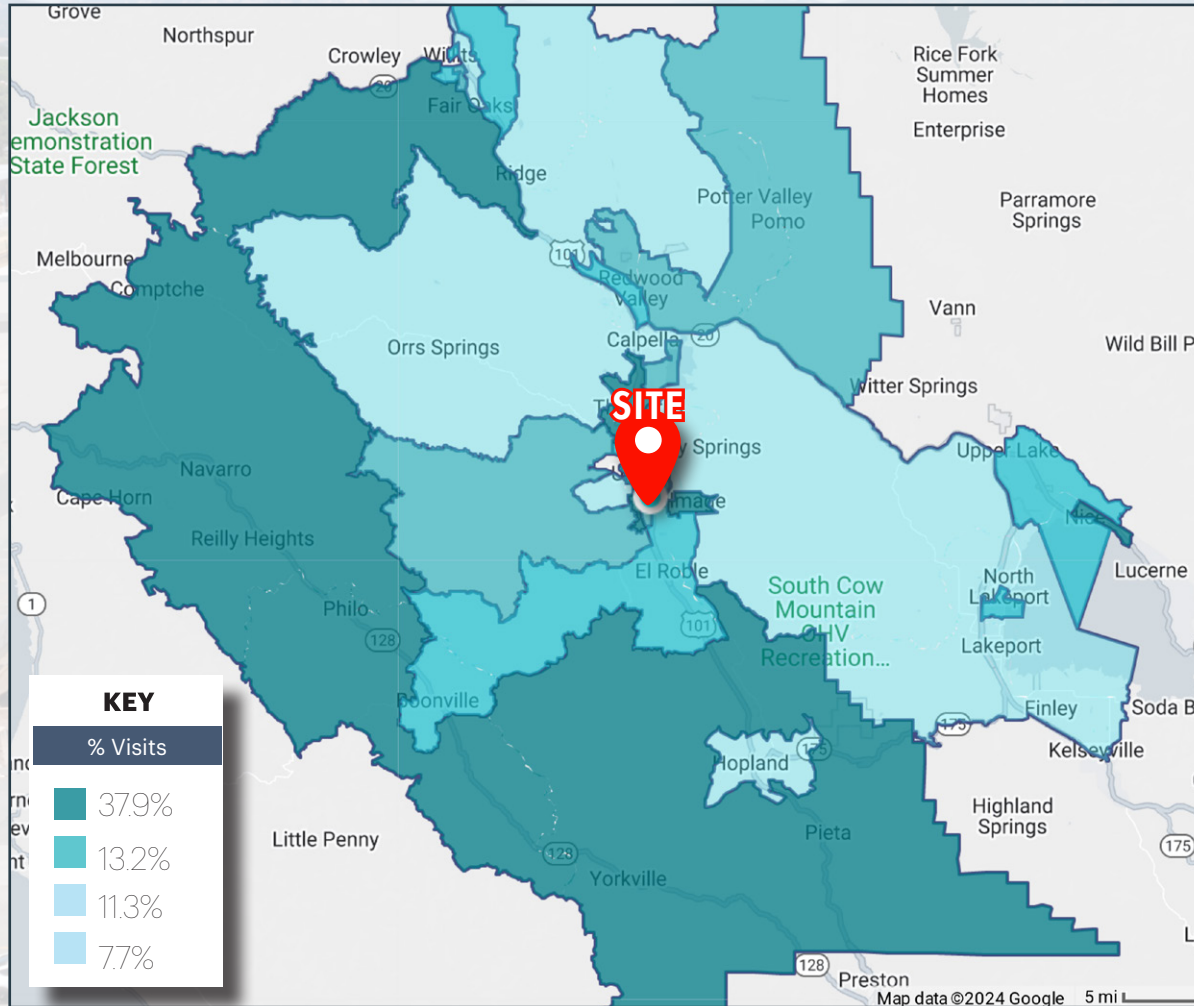 Grove
Northspur
Crowley
Willits
20
Fair Oaks
Rice Fork
Summer
Homes
Enterprise
Jackson
emonstration
State Forest
Ridge
Potter Valley
Pomo
Parramore
Springs
Melbourne
Comptche
101
Redwood
Valley
Vann
Orrs Springs
Calpella
20
Wild Bill P
Witter Springs
Th
SITE
y Springs
Upper Lake
Navarro
Cape Horn
U
image
Nice
Reilly Heights
El Roble
Lucerne
1
Philo
128
101
South Cow
Mountain
OHV
Recreation...
North
Lakeport
Lakeport
KEY
% Visits
37.9%
13.2%
11.3%
7.7%
Boonville
Finley
Soda B
175
Kelseyville
Hopland
175
Little Penny
Pieta
Highland
Springs
175
128
Yorkville
128
Preston
Map data ©2024 Google
5 mi